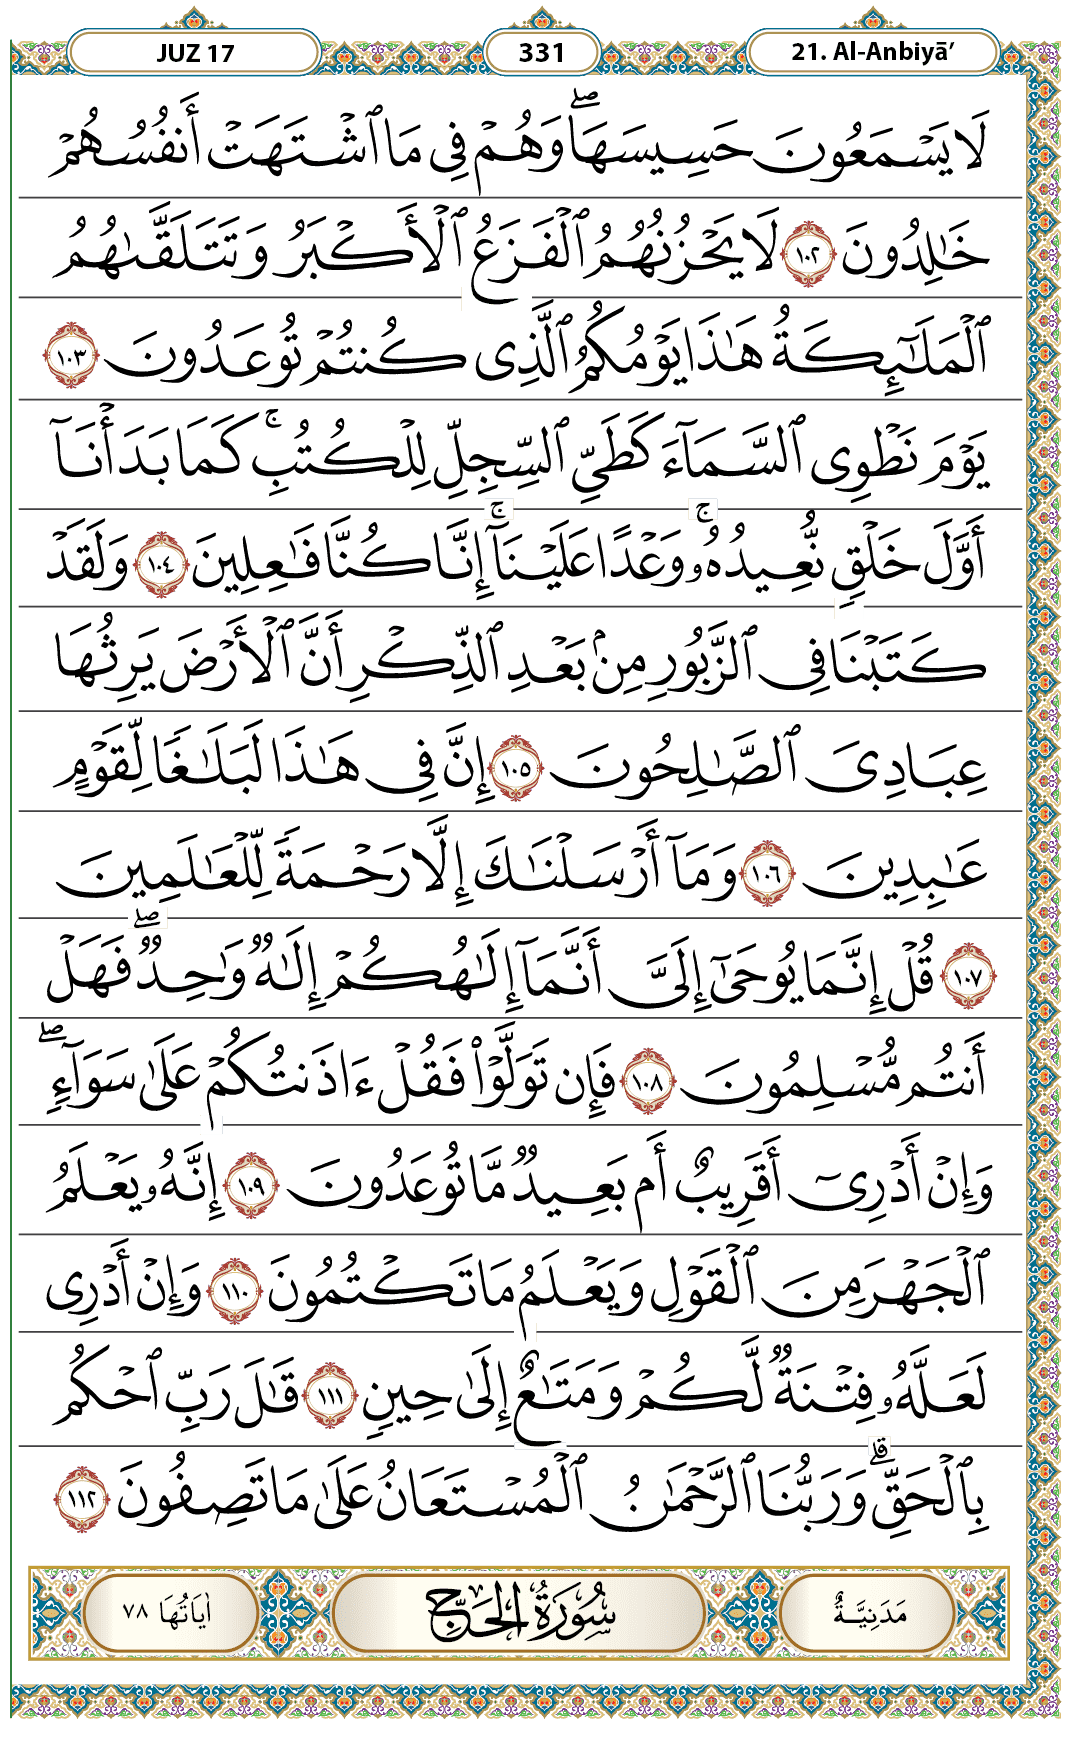 JUZ 17
331
21. Al-Anbiyā’
لَا يَسۡمَعُونَ حَسِيسَهَاۖ وَهُمۡ فِي مَا ٱشۡتَهَتۡ أَنفُسُهُمۡ
خَٰلِدُونَ ١٠٢ لَا يَحۡزُنُهُمُ ٱلۡفَزَعُ ٱلۡأَكۡبَرُ وَتَتَلَقَّىٰهُمُ
ٱلۡمَلَٰٓئِكَةُ هَٰذَا يَوۡمُكُمُ ٱلَّذِي كُنتُمۡ تُوعَدُونَ ١٠٣
يَوۡمَ نَطۡوِي ٱلسَّمَآءَ كَطَيِّ ٱلسِّجِلِّ لِلۡكُتُبِۚ كَمَا بَدَأۡنَآ
أَوَّلَ خَلۡقٖ نُّعِيدُهُۥۚ وَعۡدًا عَلَيۡنَآۚ إِنَّا كُنَّا فَٰعِلِينَ ١٠٤ وَلَقَدۡ
كَتَبۡنَا فِي ٱلزَّبُورِ مِنۢ بَعۡدِ ٱلذِّكۡرِ أَنَّ ٱلۡأَرۡضَ يَرِثُهَا
عِبَادِيَ ٱلصَّٰلِحُونَ ١٠٥ إِنَّ فِي هَٰذَا لَبَلَٰغٗا لِّقَوۡمٍ
عَٰبِدِينَ ١٠٦ وَمَآ أَرۡسَلۡنَٰكَ إِلَّا رَحۡمَةٗ لِّلۡعَٰلَمِينَ
١٠٧ قُلۡ إِنَّمَا يُوحَىٰٓ إِلَيَّ أَنَّمَآ إِلَٰهُكُمۡ إِلَٰهٞ وَٰحِدٞۖ فَهَلۡ
أَنتُم مُّسۡلِمُونَ ١٠٨ فَإِن تَوَلَّوۡاْ فَقُلۡ ءَاذَنتُكُمۡ عَلَىٰ سَوَآءٖۖ
وَإِنۡ أَدۡرِيٓ أَقَرِيبٌ أَم بَعِيدٞ مَّا تُوعَدُونَ ١٠٩ إِنَّهُۥ يَعۡلَمُ
ٱلۡجَهۡرَ مِنَ ٱلۡقَوۡلِ وَيَعۡلَمُ مَا تَكۡتُمُونَ ١١٠ وَإِنۡ أَدۡرِي
لَعَلَّهُۥ فِتۡنَةٞ لَّكُمۡ وَمَتَٰعٌ إِلَىٰ حِينٖ ١١١ قَٰلَ رَبِّ ٱحۡكُم
بِٱلۡحَقِّۗ وَرَبُّنَا ٱلرَّحۡمَٰنُ ٱلۡمُسۡتَعَانُ عَلَىٰ مَا تَصِفُونَ ١١٢
مَدَنِيَّةٌ
سُورَةُ الحَجّ
اٰيَاتُهَا ٧٨